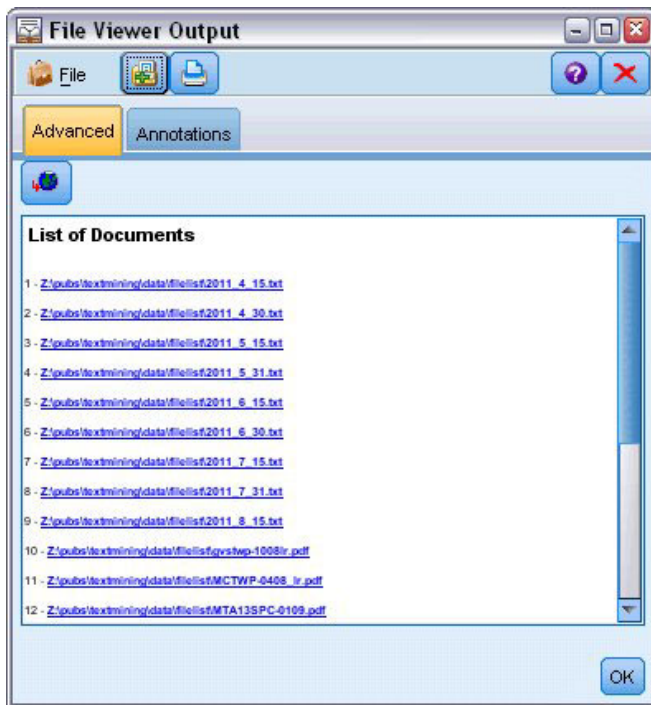 File Viewer Output
File
Advanced Annotations
List of Documents
1 - Z:\pubs\textmining\data\filelist\2011_4_15.txt
2 - Z:\pubs\textmining\data\filelist\2011_4_30.txt
3 - Z:\pubs\textmining\data\filelist\2011_5_15.txt
4 - Z:\pubs\textmining\data\filelist\2011_5_31.txt
5 - Z:\pubs\textmining\data\filelist\2011_6_15.txt
6 - Z:\pubs\textmining\data\filelist\2011_6_30.txt
7 - Z:\pubs\textmining\data\filelist\2011_7_15.txt
8 - Z:\pubs\textmining\data\filelist\2011_7_31.txt
9 - Z:\pubs\textmining\data\filelist\2011_8_15.txt
10 - Z:\pubs\textmining\data\filelist\gvstwp-1008lr.pdf
11 - Z:\pubs\textmining\data\filelist\MCTWP-0408_lr.pdf
12 - Z:\pubs\textmining\data\filelist\MTA13SPC-0109.pdf
OK